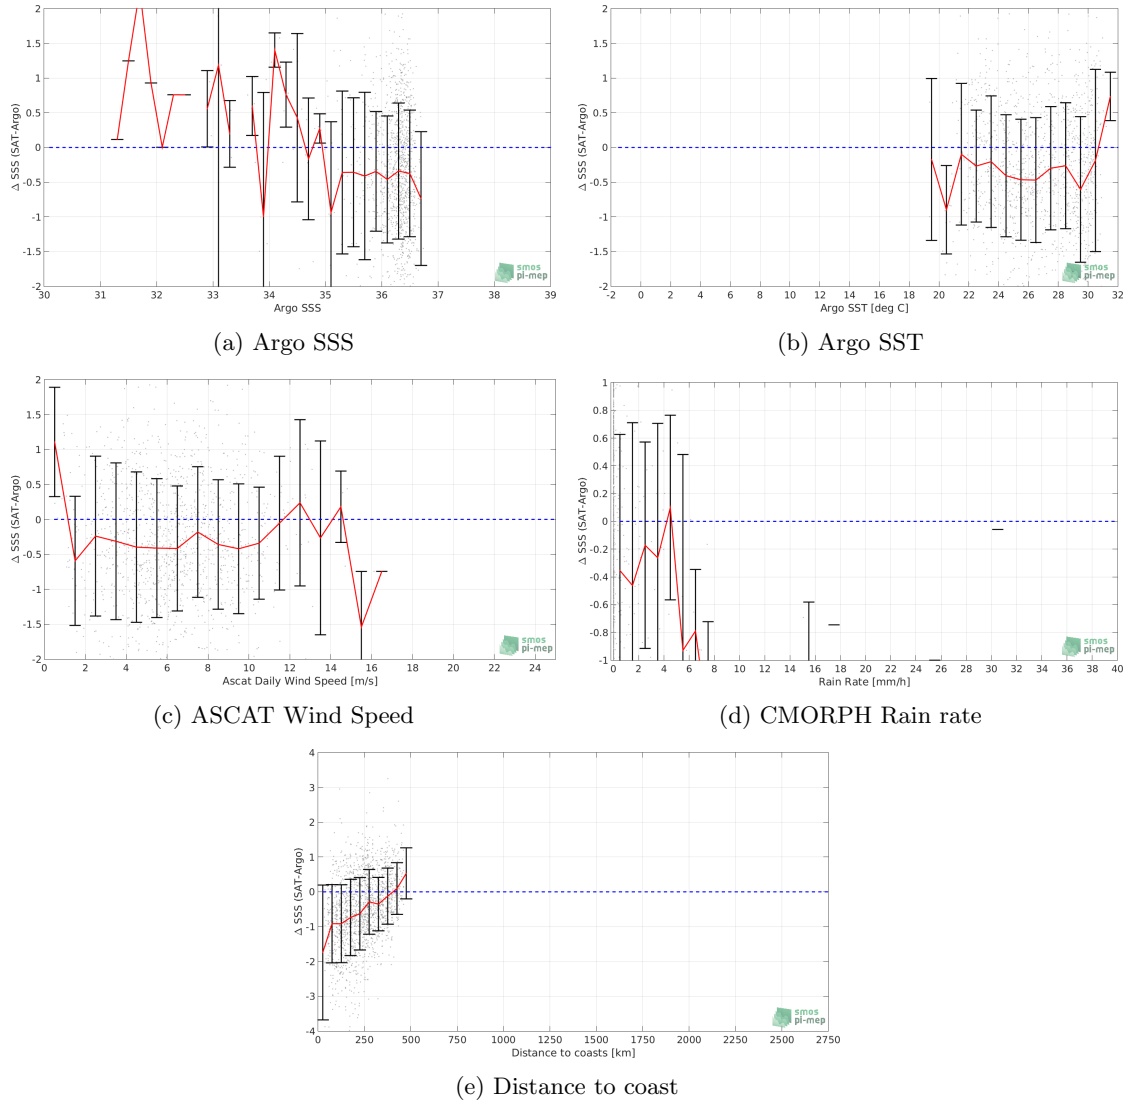 2
1.5
1
0.5
0
-0.5
-1
-1.5
-2
Δ SSS (SAT-Argo)
30 31 32 33 34 35 36 37 38 39
Argo SSS
smos
pi-mep
(a) Argo SSS
2
1.5
1
0.5
0
-0.5
-1
-1.5
-2
Δ SSS (SAT-Argo)
-2 0 2 4 6 8 10 12 14 16 18 20 22 24 26 28 30 32
Argo SST [deg C]
smos
pi-mep
(b) Argo SST
2
1.5
1
0.5
0
-0.5
-1
-1.5
-2
Δ SSS (SAT-Argo)
0 2 4 6 8 10 12 14 16 18 20 22 24
Ascat Daily Wind Speed [m/s]
smos
pi-mep
(c) ASCAT Wind Speed
1
0.8
0.6
0.4
0.2
0
-0.2
-0.4
-0.6
-0.8
-1
Δ SSS (SAT-Argo)
0 2 4 6 8 10 12 14 16 18 20 22 24 26 28 30 32 34 36 38 40
Rain Rate [mm/h]
smos
pi-mep
(d) CMORPH Rain rate
4
3
2
1
0
-1
-2
-3
-4
Δ SSS (SAT-Argo)
0 250 500 750 1000 1250 1500 1750 2000 2250 2500 2750
Distance to coasts [km]
smos
pi-mep
(e) Distance to coast